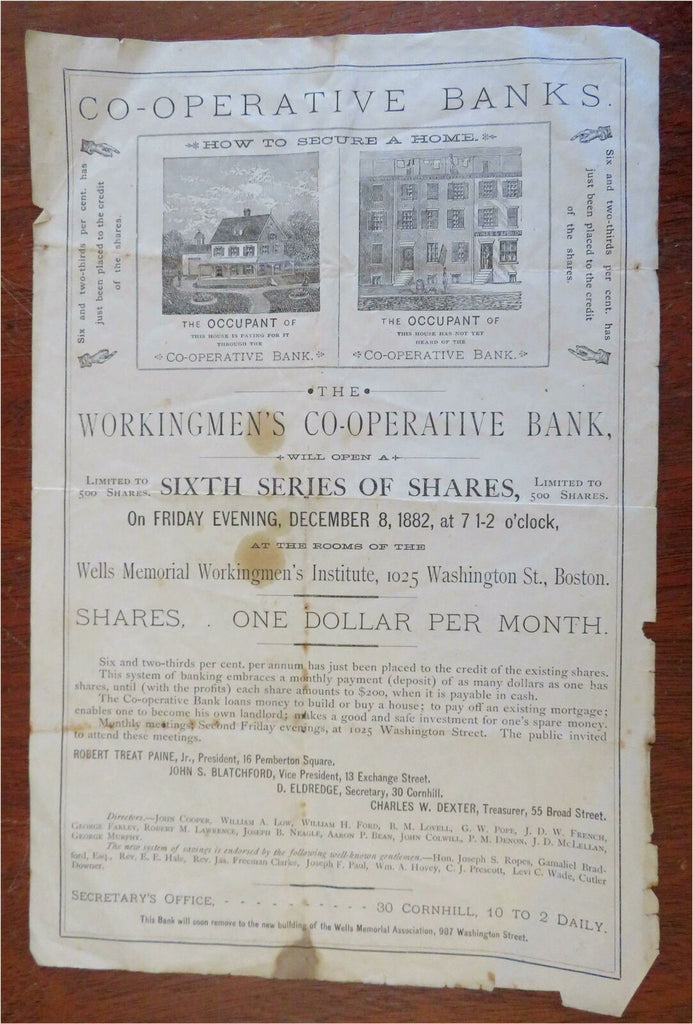 CO-OPERATIVE BANKS.
HOW TO SECURE A HOME.
Six and two-thirds per cent. has
just been placed to the credit
of the shares.
THE OCCUPANT OF
THIS HOUSE IS PAYING FOR IT
THROUGH THE
CO-OPERATIVE BANK.
THE OCCUPANT OF
THIS HOUSE HAS NOT YET
HEARD OF THE
CO-OPERATIVE BANK.
Six and two-thirds per cent. has
just been placed to the credit
of the shares.
THE
WORKINGMEN'S CO-OPERATIVE BANK,
WILL OPEN A
LIMITED TO
500 SHARES.
SIXTH SERIES OF SHARES,
LIMITED TO
500 SHARES.
On FRIDAY EVENING, DECEMBER 8, 1882, at 7 1-2 o'clock,
AT THE ROOMS OF THE
Wells Memorial Workingmen's Institute, 1025 Washington St., Boston.
SHARES, . ONE DOLLAR PER MONTH.
Six and two-thirds per cent. per annum has just been placed to the credit of the existing shares.
This system of banking embraces a monthly payment (deposit) of as many dollars as one has
shares, until (with the profits) each share amounts to $200, when it is payable in cash.
The Co-operative Bank loans money to build or buy a house; to pay off an existing mortgage;
enables one to become his own landlord; makes a good and safe investment for one's spare money.
Monthly meetings, Second Friday evenings, at 1025 Washington Street. The public invited
to attend these meetings.
ROBERT TREAT PAINE, Jr., President, 16 Pemberton Square.
JOHN S. BLATCHFORD, Vice President, 13 Exchange Street.
D. ELDREDGE, Secretary, 30 Cornhill.
CHARLES W. DEXTER, Treasurer, 55 Broad Street.
Directors.—JOHN COOPER, WILLIAM A. LOW, WILLIAM H. FORD, B. M. LOVELL, G. W. POPE, J. D. W. FRENCH,
GEORGE FARLEY, ROBERT M. LAWRENCE, JOSEPH B. NEAGLE, AARON P. BEAN, JOHN COLWILL, P. M. DENON, J. D. MCLELLAN,
GEORGE MURPHY.
The new system of savings is endorsed by the following well-known gentlemen.—Hon. Joseph S. Ropes, Gamaliel Brad-
ford, Esq., Rev. E. E. Hale, Rev. Jas. Freeman Clarke, Joseph F. Paul, Wm. A. Hovey, C. J. Prescott, Levi C. Wade, Cutler
Downer.
SECRETARY'S OFFICE, - - - - - - - - - - 30 CORNHILL, 10 TO 2 DAILY.
This Bank will soon remove to the new building of the Wells Memorial Association, 987 Washington Street.